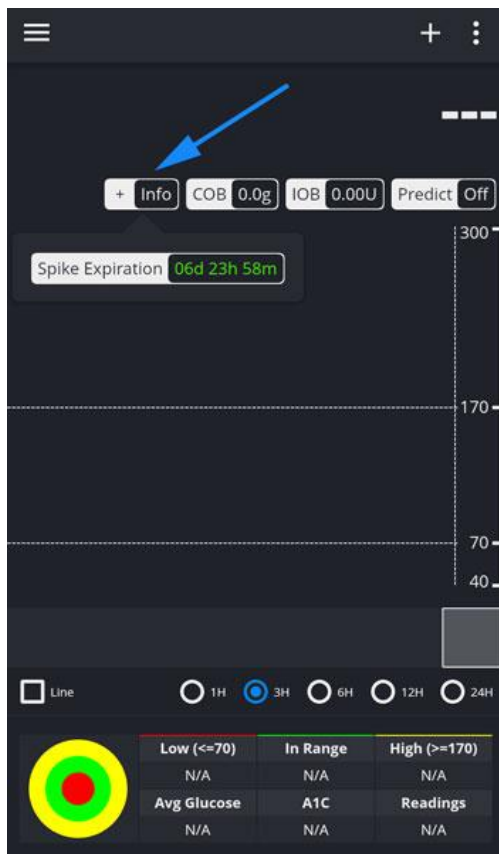 ---
+ Info COB 0.0g IOB 0.00U Predict Off
Spike Expiration 06d 23h 58m
300
170
70
40
Line 1H 3H 6H 12H 24H
Low (<=70) In Range High (>=170)
N/A N/A N/A
Avg Glucose A1C Readings
N/A N/A N/A